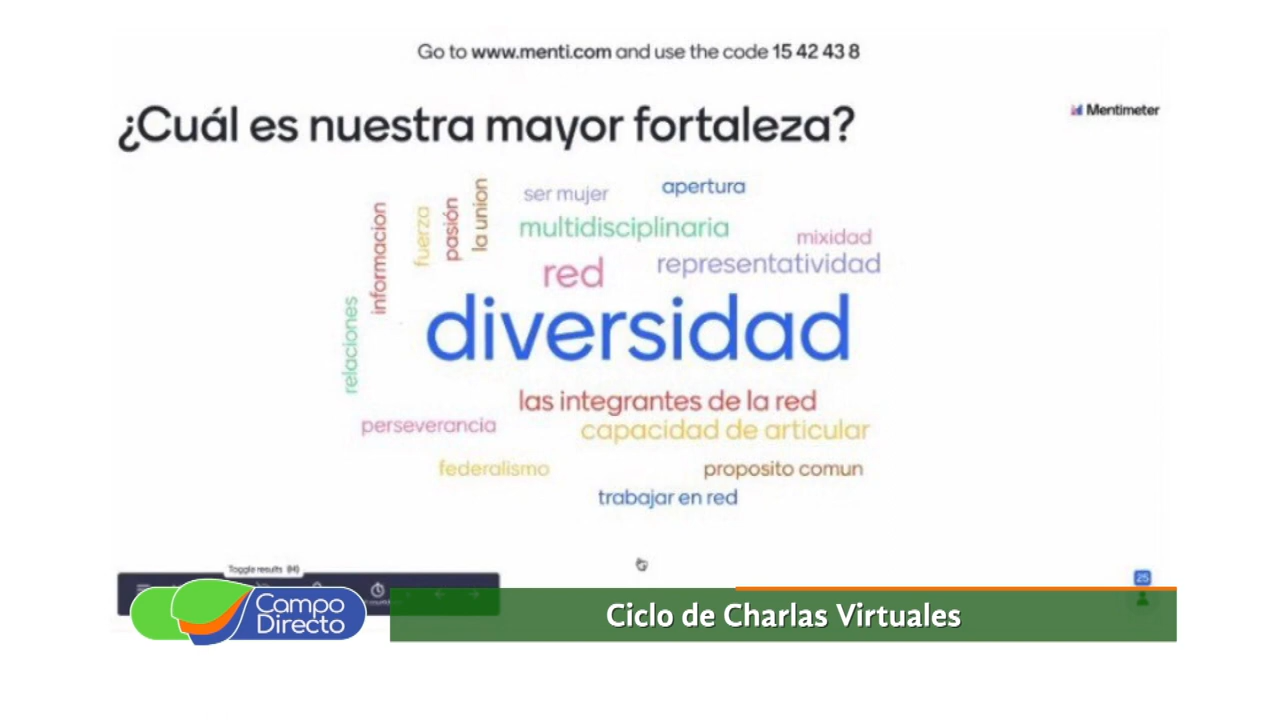 Go to www.menti.com and use the code 15 42 43 8
¿Cuál es nuestra mayor fortaleza?
Mentimeter
ser mujer
apertura
la union
pasión
fuerza
informacion
multidisciplinaria
mixidad
red
representatividad
relaciones
diversidad
las integrantes de la red
perseverancia
capacidad de articular
federalismo
proposito comun
trabajar en red
Toggle results (H)
25
Campo
Directo
Ciclo de Charlas Virtuales